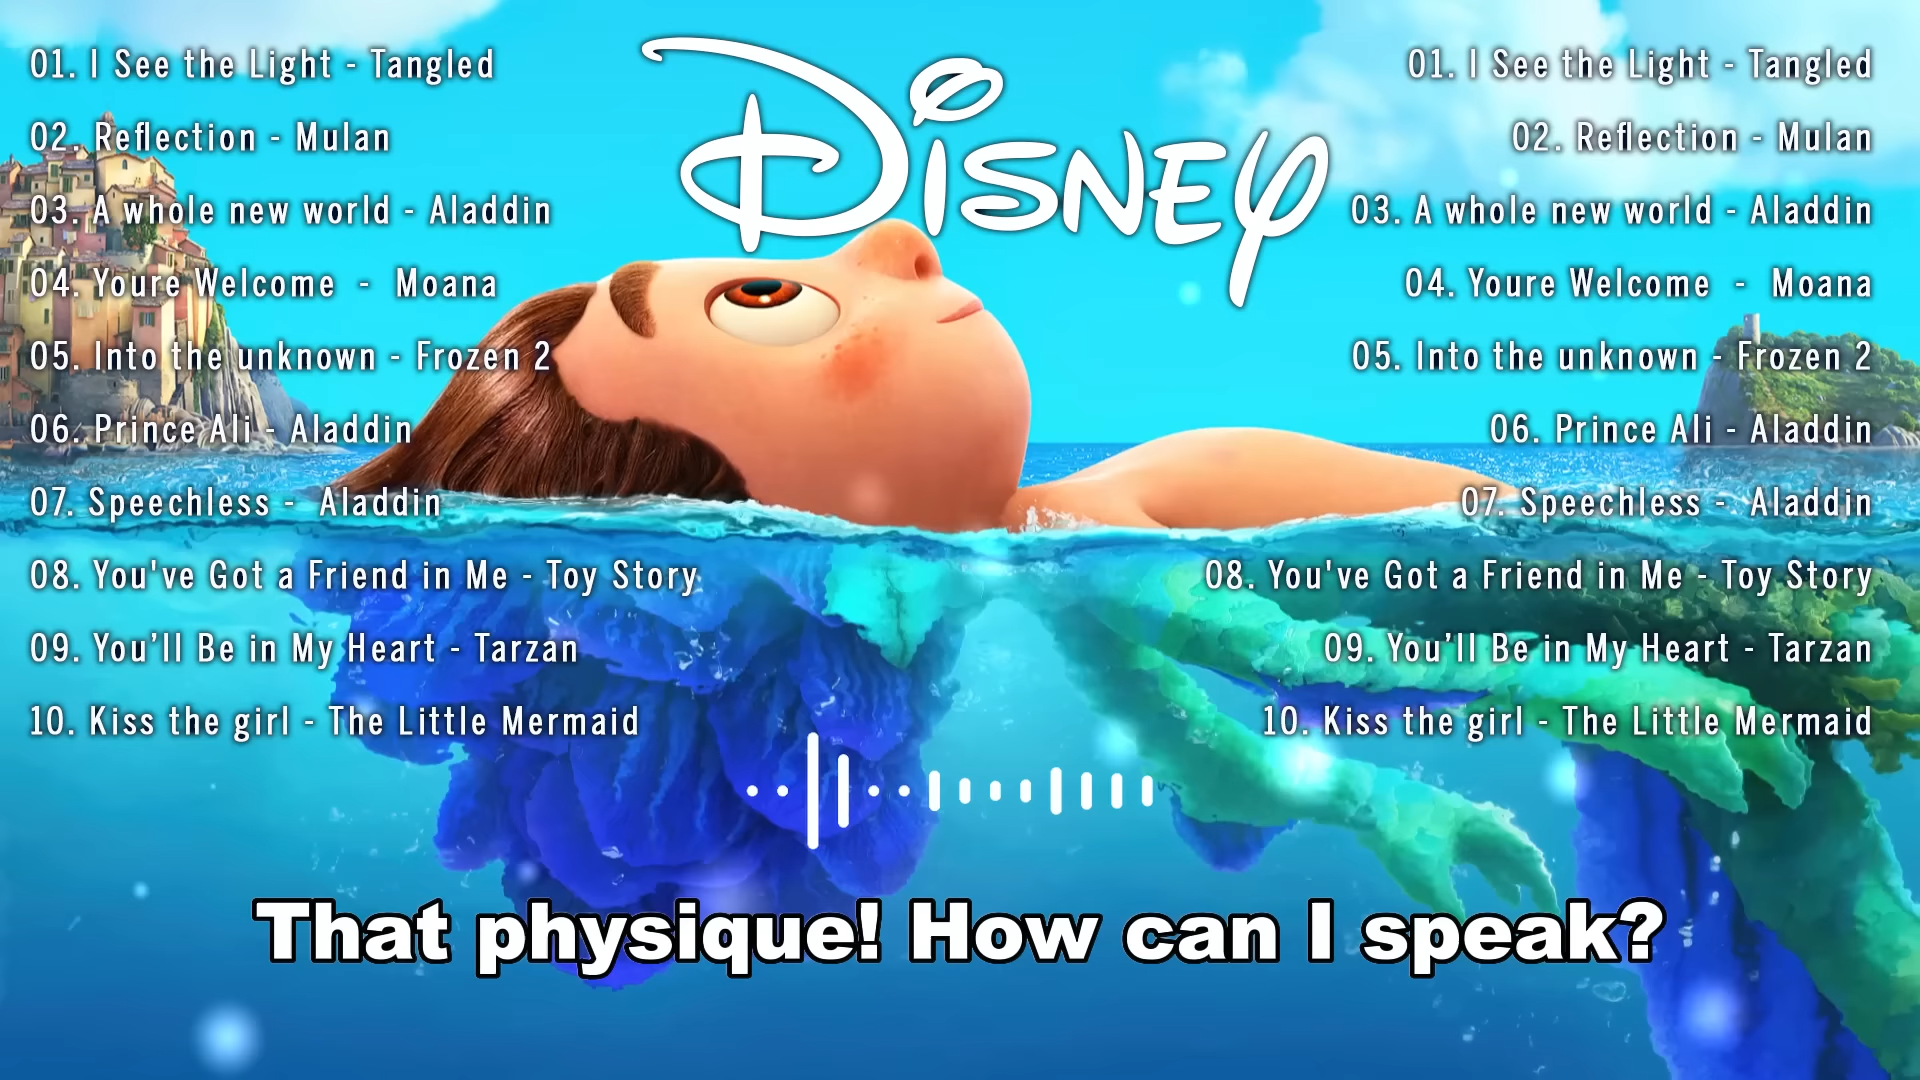 Disney
01. I See the Light - Tangled
02. Reflection - Mulan
03. A whole new world - Aladdin
04. Youre Welcome - Moana
05. Into the unknown - Frozen 2
06. Prince Ali - Aladdin
07. Speechless - Aladdin
08. You've Got a Friend in Me - Toy Story
09. You’ll Be in My Heart - Tarzan
10. Kiss the girl - The Little Mermaid
01. I See the Light - Tangled
02. Reflection - Mulan
03. A whole new world - Aladdin
04. Youre Welcome - Moana
05. Into the unknown - Frozen 2
06. Prince Ali - Aladdin
07. Speechless - Aladdin
08. You've Got a Friend in Me - Toy Story
09. You’ll Be in My Heart - Tarzan
10. Kiss the girl - The Little Mermaid
That physique! How can I speak?